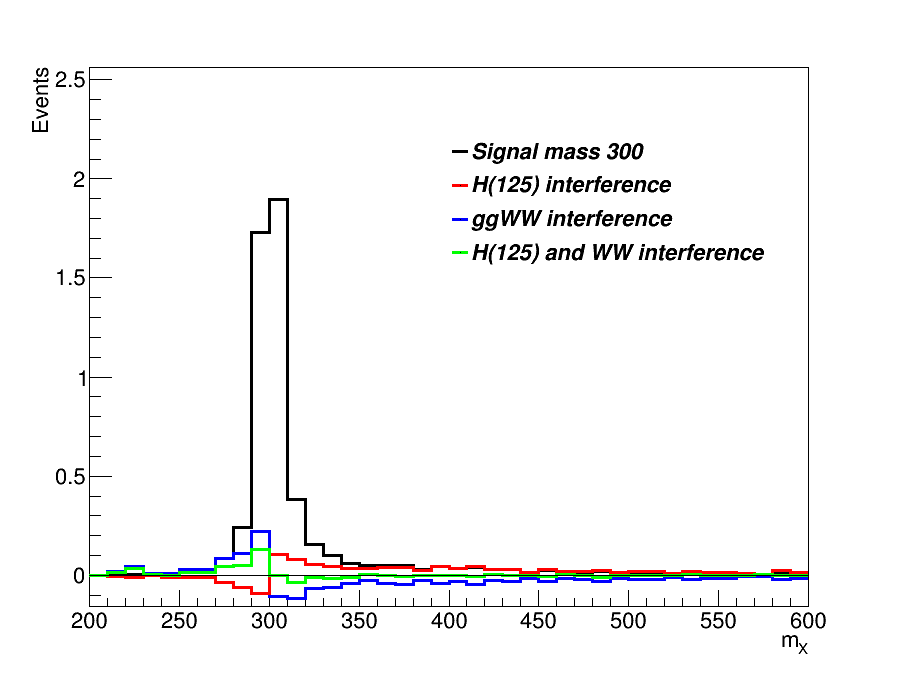 Events
2.5
2
1.5
1
0.5
0
Signal mass 300
H(125) interference
ggWW interference
H(125) and WW interference
200 250 300 350 400 450 500 550 600
mX